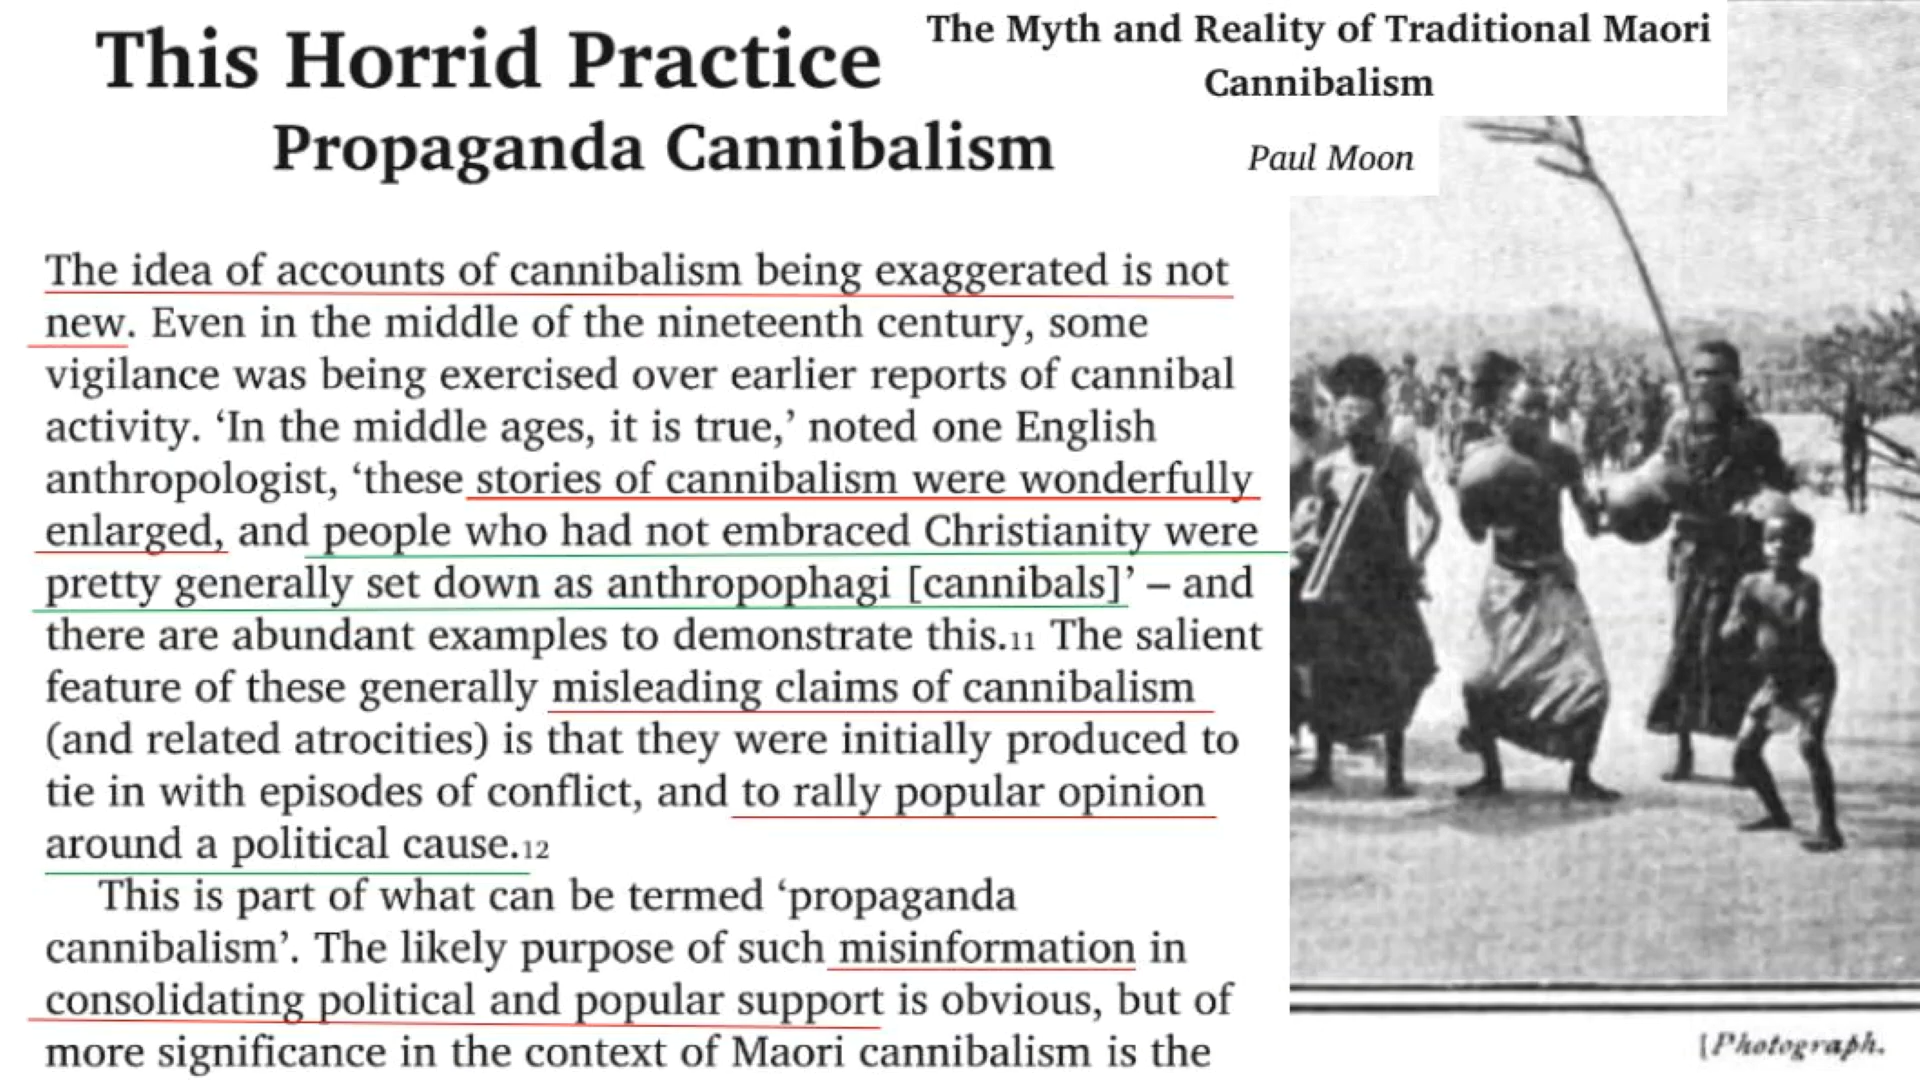 This Horrid Practice
Propaganda Cannibalism
The Myth and Reality of Traditional Maori
Cannibalism
Paul Moon
The idea of accounts of cannibalism being exaggerated is not
new. Even in the middle of the nineteenth century, some
vigilance was being exercised over earlier reports of cannibal
activity. ‘In the middle ages, it is true,’ noted one English
anthropologist, ‘these stories of cannibalism were wonderfully
enlarged, and people who had not embraced Christianity were
pretty generally set down as anthropophagi [cannibals]’ – and
there are abundant examples to demonstrate this.11 The salient
feature of these generally misleading claims of cannibalism
(and related atrocities) is that they were initially produced to
tie in with episodes of conflict, and to rally popular opinion
around a political cause.12
This is part of what can be termed ‘propaganda
cannibalism’. The likely purpose of such misinformation in
consolidating political and popular support is obvious, but of
more significance in the context of Maori cannibalism is the
[Photograph.